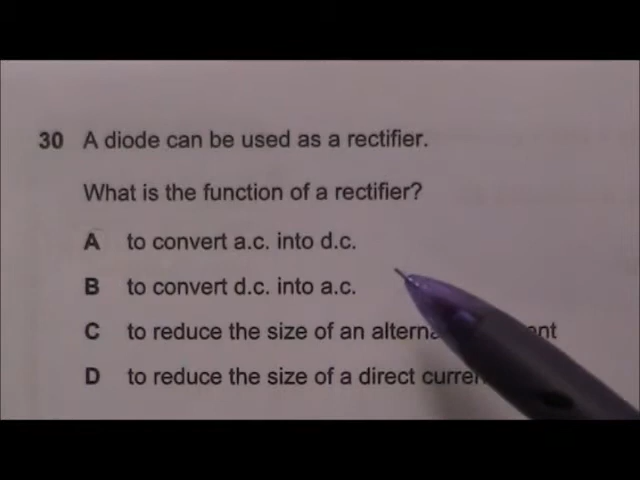 30 A diode can be used as a rectifier.
What is the function of a rectifier?
A to convert a.c. into d.c.
B to convert d.c. into a.c.
C to reduce the size of an
D to reduce the size of a direct